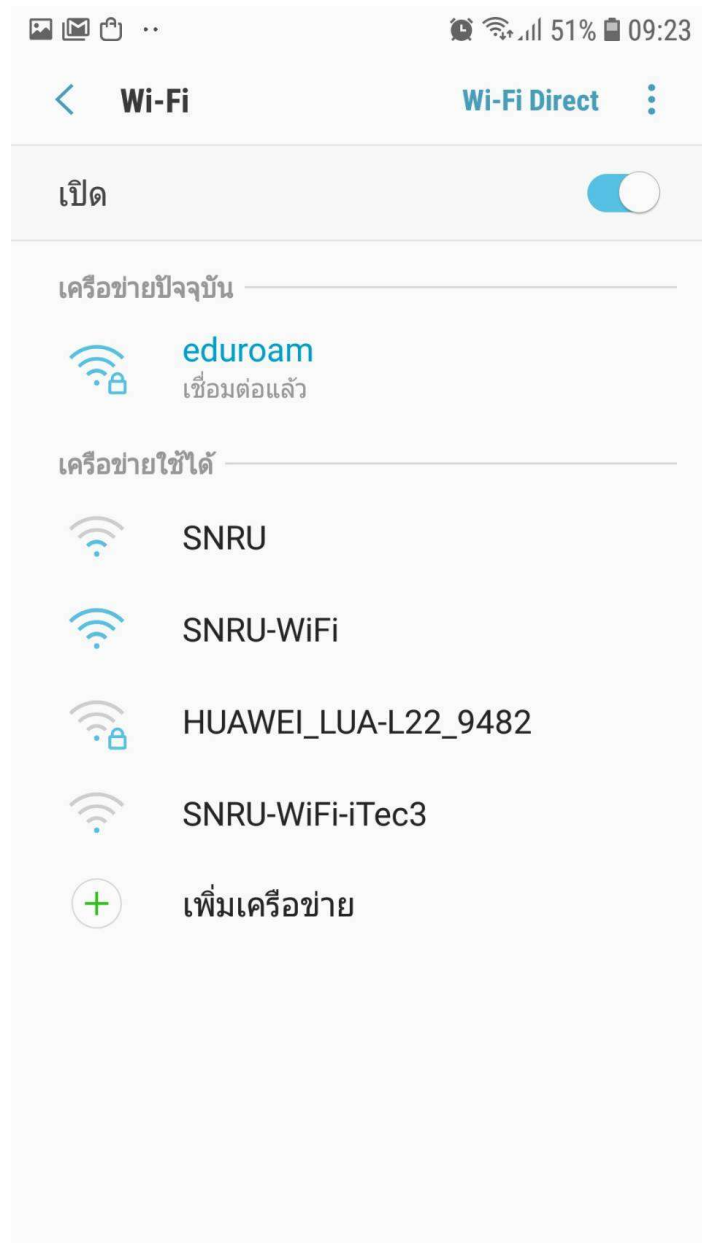 51% 09:23
Wi-Fi Wi-Fi Direct
เปิด
เครือข่ายปัจจุบัน
eduroam
เชื่อมต่อแล้ว
เครือข่ายใช้ได้
SNRU
SNRU-WiFi
HUAWEI_LUA-L22_9482
SNRU-WiFi-iTec3
เพิ่มเครือข่าย